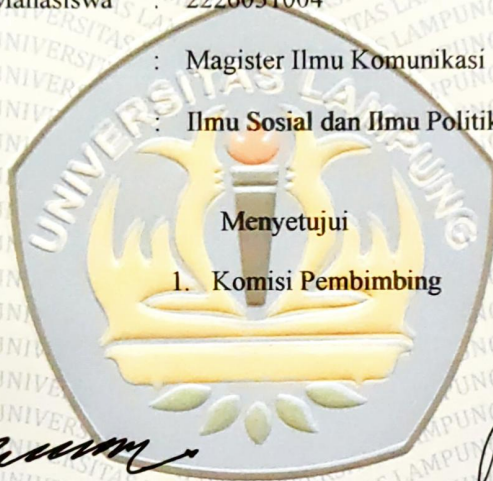 Mahasiswa : 2226031004
: Magister Ilmu Komunikasi
: Ilmu Sosial dan Ilmu Politik
UNIVERSITAS LAMPUNG
Menyetujui
1. Komisi Pembimbing